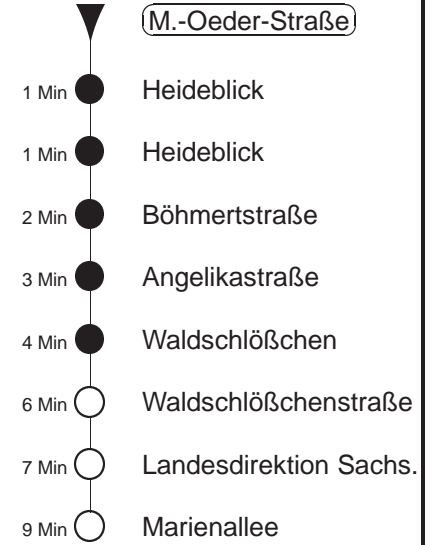 M.-Oeder-Straße
1 Min Heideblick
1 Min Heideblick
2 Min Böhmertstraße
3 Min Angelikastraße
4 Min Waldschlößchen
6 Min Waldschlößchenstraße
7 Min Landesdirektion Sachs.
9 Min Marienallee